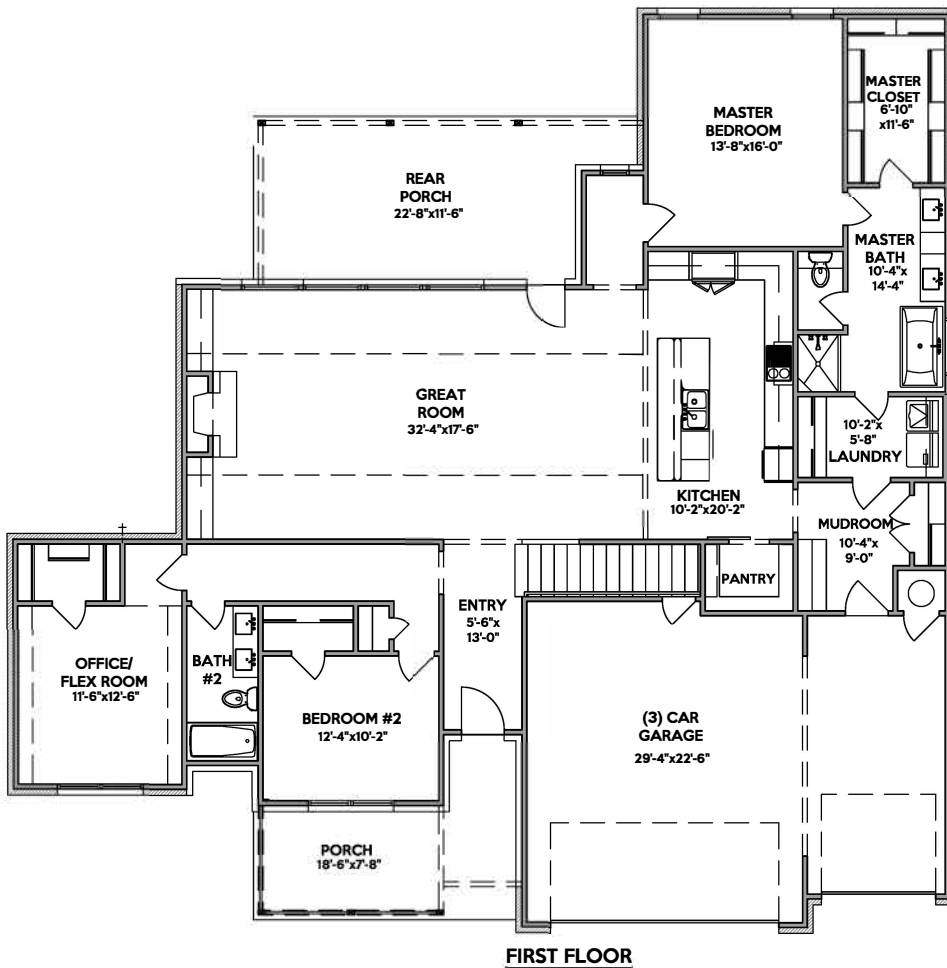 MASTER
CLOSET
6'-10"
x11'-6"
MASTER
BEDROOM
13'-8"x16'-0"
REAR
PORCH
22'-8"x11'-6"
MASTER
BATH
10'-4"x
14'-4"
GREAT
ROOM
32'-4"x17'-6"
10'-2"x
5'-8"
LAUNDRY
KITCHEN
10'-2"x20'-2"
MUDROOM
10'-4"x
9'-0"
PANTRY
ENTRY
5'-6"x
13'-0"
OFFICE/
FLEX ROOM
11'-6"x12'-6"
BATH
#2
BEDROOM #2
12'-4"x10'-2"
(3) CAR
GARAGE
29'-4"x22'-6"
PORCH
18'-6"x7'-8"
FIRST FLOOR